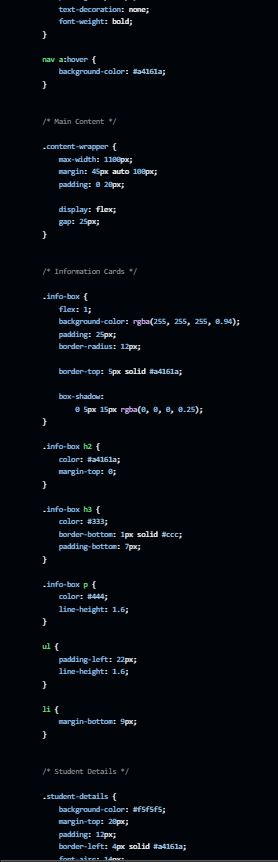 text-decoration: none;
font-weight: bold;
}
nav a:hover {
background-color: #a4161a;
}
/* Main Content */
.content-wrapper {
max-width: 1100px;
margin: 45px auto 100px;
padding: 0 20px;
display: flex;
gap: 25px;
}
/* Information Cards */
.info-box {
flex: 1;
background-color: rgba(255, 255, 255, 0.94);
padding: 25px;
border-radius: 12px;
border-top: 5px solid #a4161a;
box-shadow:
0 5px 15px rgba(0, 0, 0, 0.25);
}
.info-box h2 {
color: #a4161a;
margin-top: 0;
}
.info-box h3 {
color: #333;
border-bottom: 1px solid #ccc;
padding-bottom: 7px;
}
.info-box p {
color: #444;
line-height: 1.6;
}
ul {
padding-left: 22px;
line-height: 1.6;
}
li {
margin-bottom: 9px;
}
/* Student Details */
.student-details {
background-color: #f5f5f5;
margin-top: 20px;
padding: 12px;
border-left: 4px solid #a4161a;
font-size: 14px;